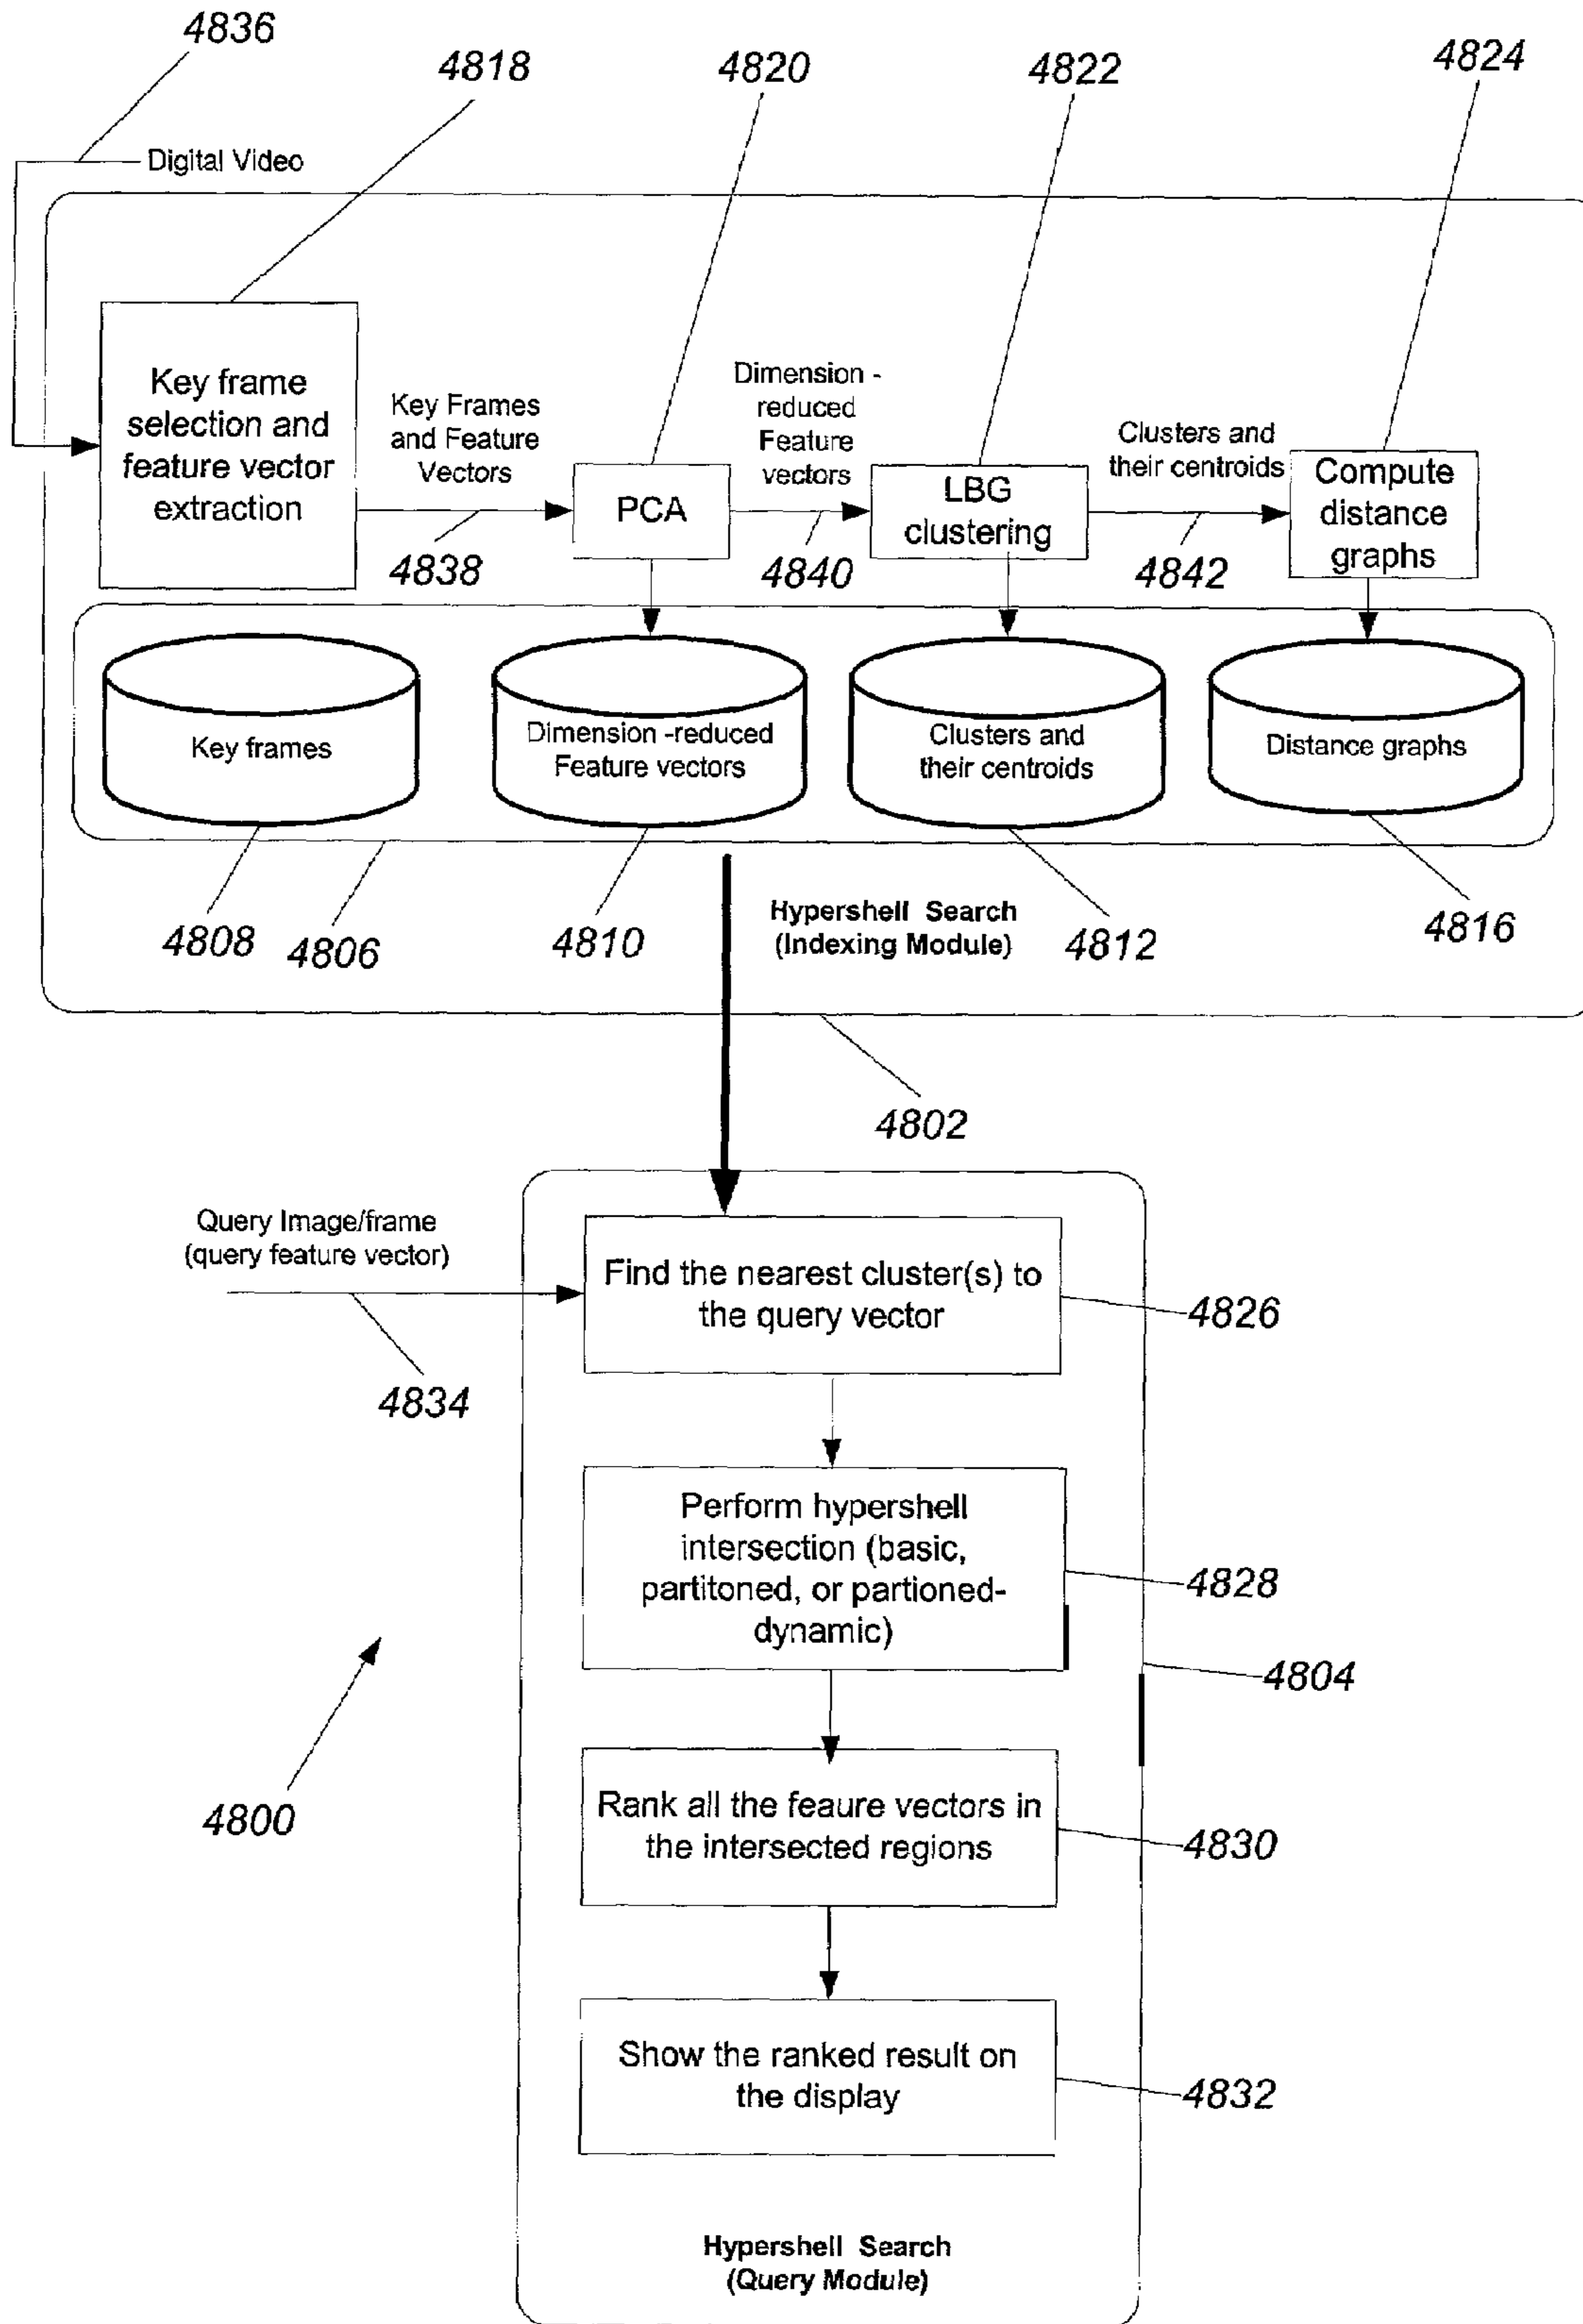 4836
4818
4820
4822
4824
Digital Video
Key frame
selection and
feature vector
extraction
Key Frames
and Feature
Vectors
4838
PCA
Dimension -
reduced
Feature
vectors
4840
LBG
clustering
Clusters and
their centroids
4842
Compute
distance
graphs
Key frames
Dimension -reduced
Feature vectors
Clusters and
their centroids
Distance graphs
4808
4806
4810
Hypershell Search
(Indexing Module)
4812
4816
4802
Query Image/frame
(query feature vector)
4834
Find the nearest cluster(s) to
the query vector
4826
Perform hypershell
intersection (basic,
partitoned, or partioned-
dynamic)
4828
4804
4800
Rank all the feaure vectors in
the intersected regions
4830
Show the ranked result on
the display
4832
Hypershell Search
(Query Module)